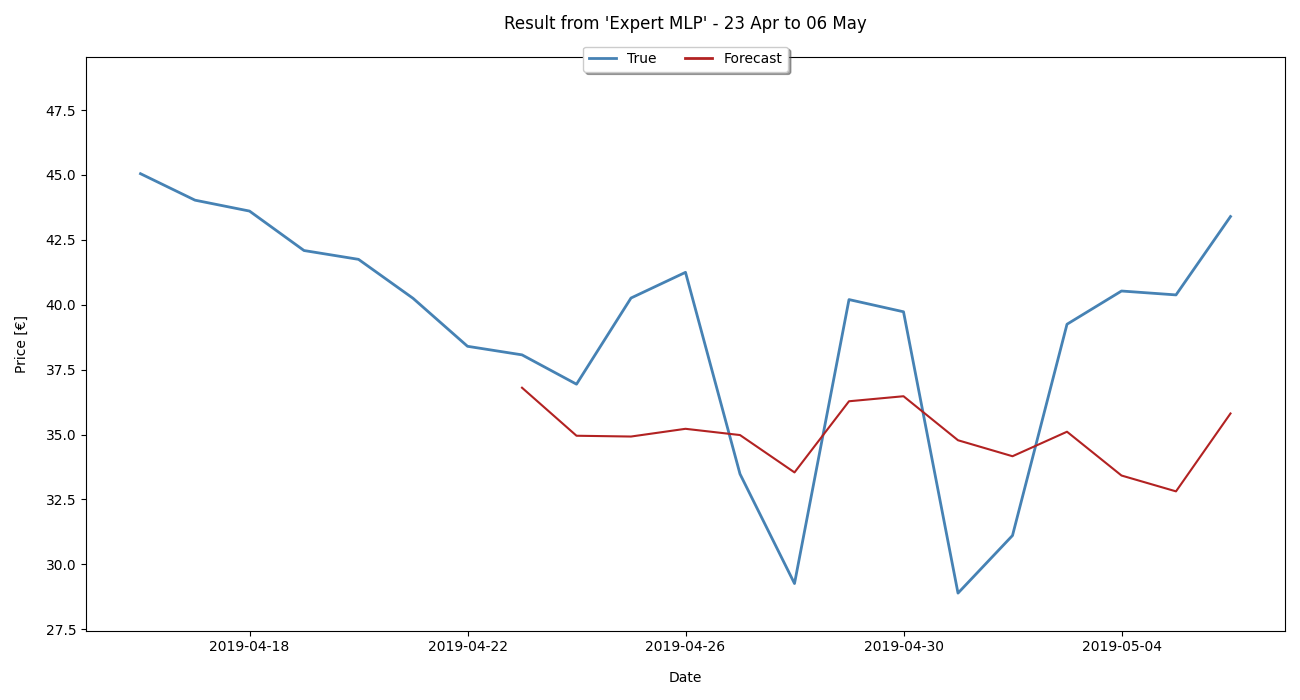 Result from 'Expert MLP' - 23 Apr to 06 May
True
Forecast
Price [€]
47.5
45.0
42.5
40.0
37.5
35.0
32.5
30.0
27.5
2019-04-18
2019-04-22
2019-04-26
2019-04-30
2019-05-04
Date